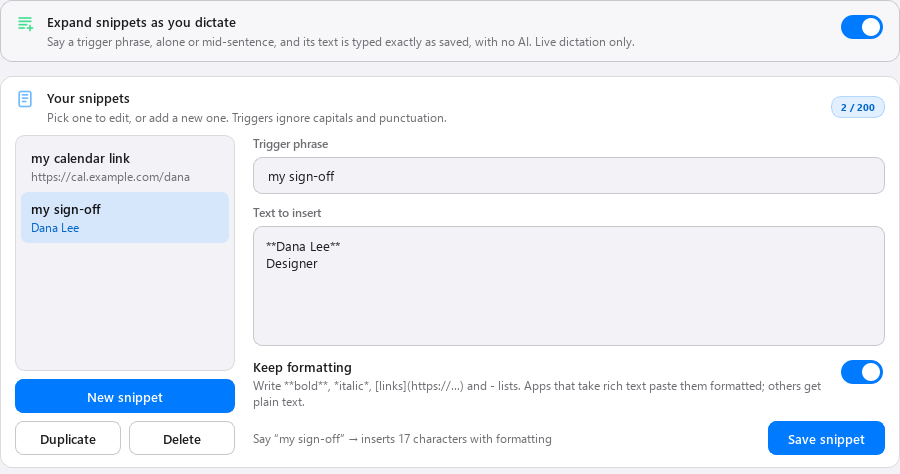 Expand snippets as you dictate
Say a trigger phrase, alone or mid-sentence, and its text is typed exactly as saved, with no AI. Live dictation only.
Your snippets
Pick one to edit, or add a new one. Triggers ignore capitals and punctuation.
2 / 200
my calendar link
https://cal.example.com/dana
my sign-off
Dana Lee
New snippet
Duplicate
Delete
Trigger phrase
my sign-off
Text to insert
**Dana Lee**
Designer
Keep formatting
Write **bold**, *italic*, [links](https://...) and - lists. Apps that take rich text paste them formatted; others get
plain text.
Say “my sign-off” → inserts 17 characters with formatting
Save snippet